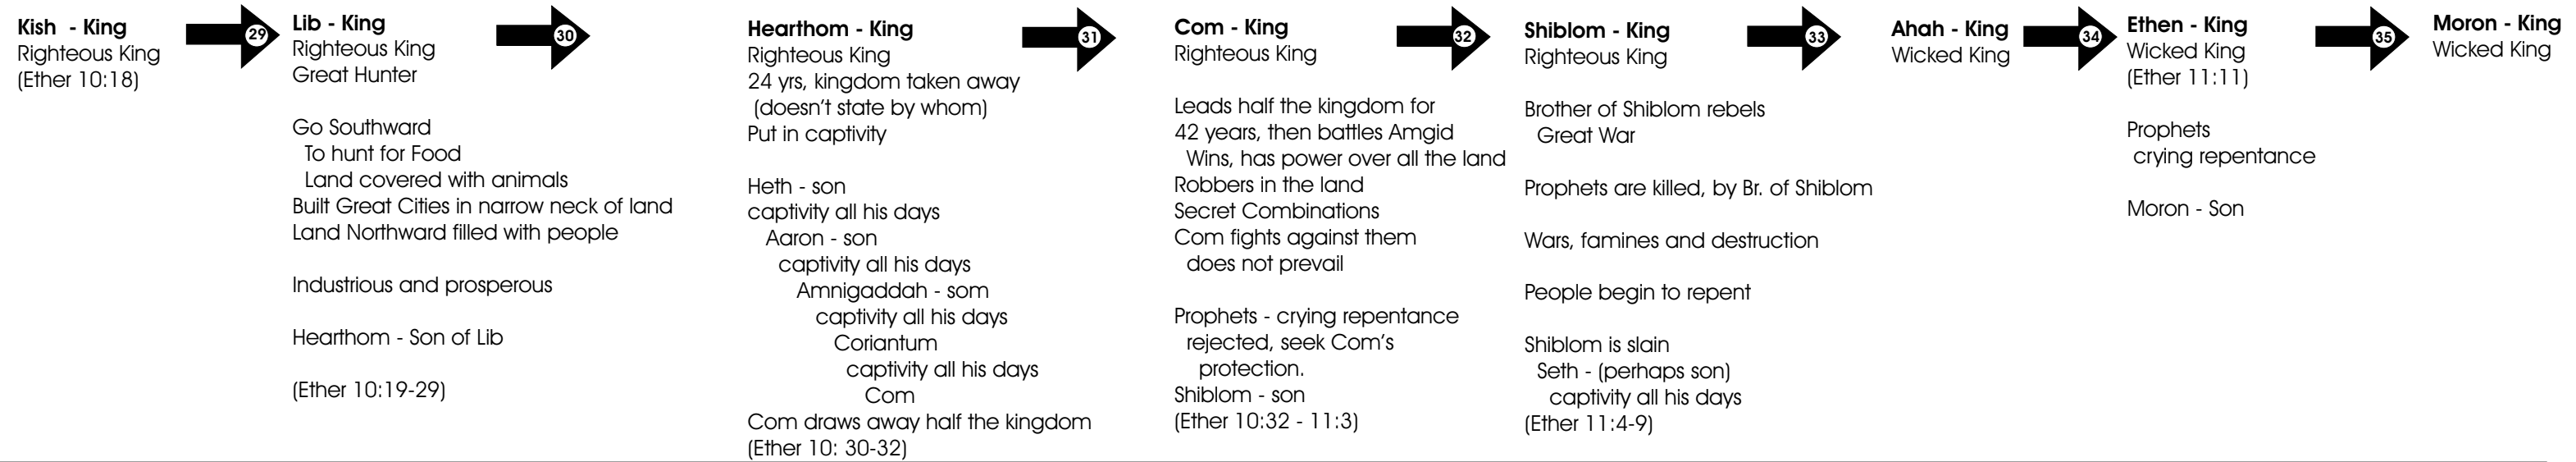 Kish - King
Righteous King
(Ether 10:18)
29
Lib - King
Righteous King
Great Hunter
Go Southward
To hunt for Food
Land covered with animals
Built Great Cities in narrow neck of land
Land Northward filled with people
Industrious and prosperous
Hearthom - Son of Lib
(Ether 10:19-29)
30
Hearthom - King
Righteous King
24 yrs, kingdom taken away
(doesn't state by whom)
Put in captivity
Heth - son
captivity all his days
Aaron - son
captivity all his days
Amnigaddah - som
captivity all his days
Coriantum
captivity all his days
Com
Com draws away half the kingdom
(Ether 10: 30-32)
31
Com - King
Righteous King
Leads half the kingdom for
42 years, then battles Amgid
Wins, has power over all the land
Robbers in the land
Secret Combinations
Com fights against them
does not prevail
Prophets - crying repentance
rejected, seek Com's
protection.
Shiblom - son
(Ether 10:32 - 11:3)
32
Shiblom - King
Righteous King
Brother of Shiblom rebels
Great War
Prophets are killed, by Br. of Shiblom
Wars, famines and destruction
People begin to repent
Shiblom is slain
Seth - (perhaps son)
captivity all his days
(Ether 11:4-9)
33
Ahah - King
Wicked King
34
Ethen - King
Wicked King
(Ether 11:11)
Prophets
crying repentance
Moron - Son
35
Moron - King
Wicked King